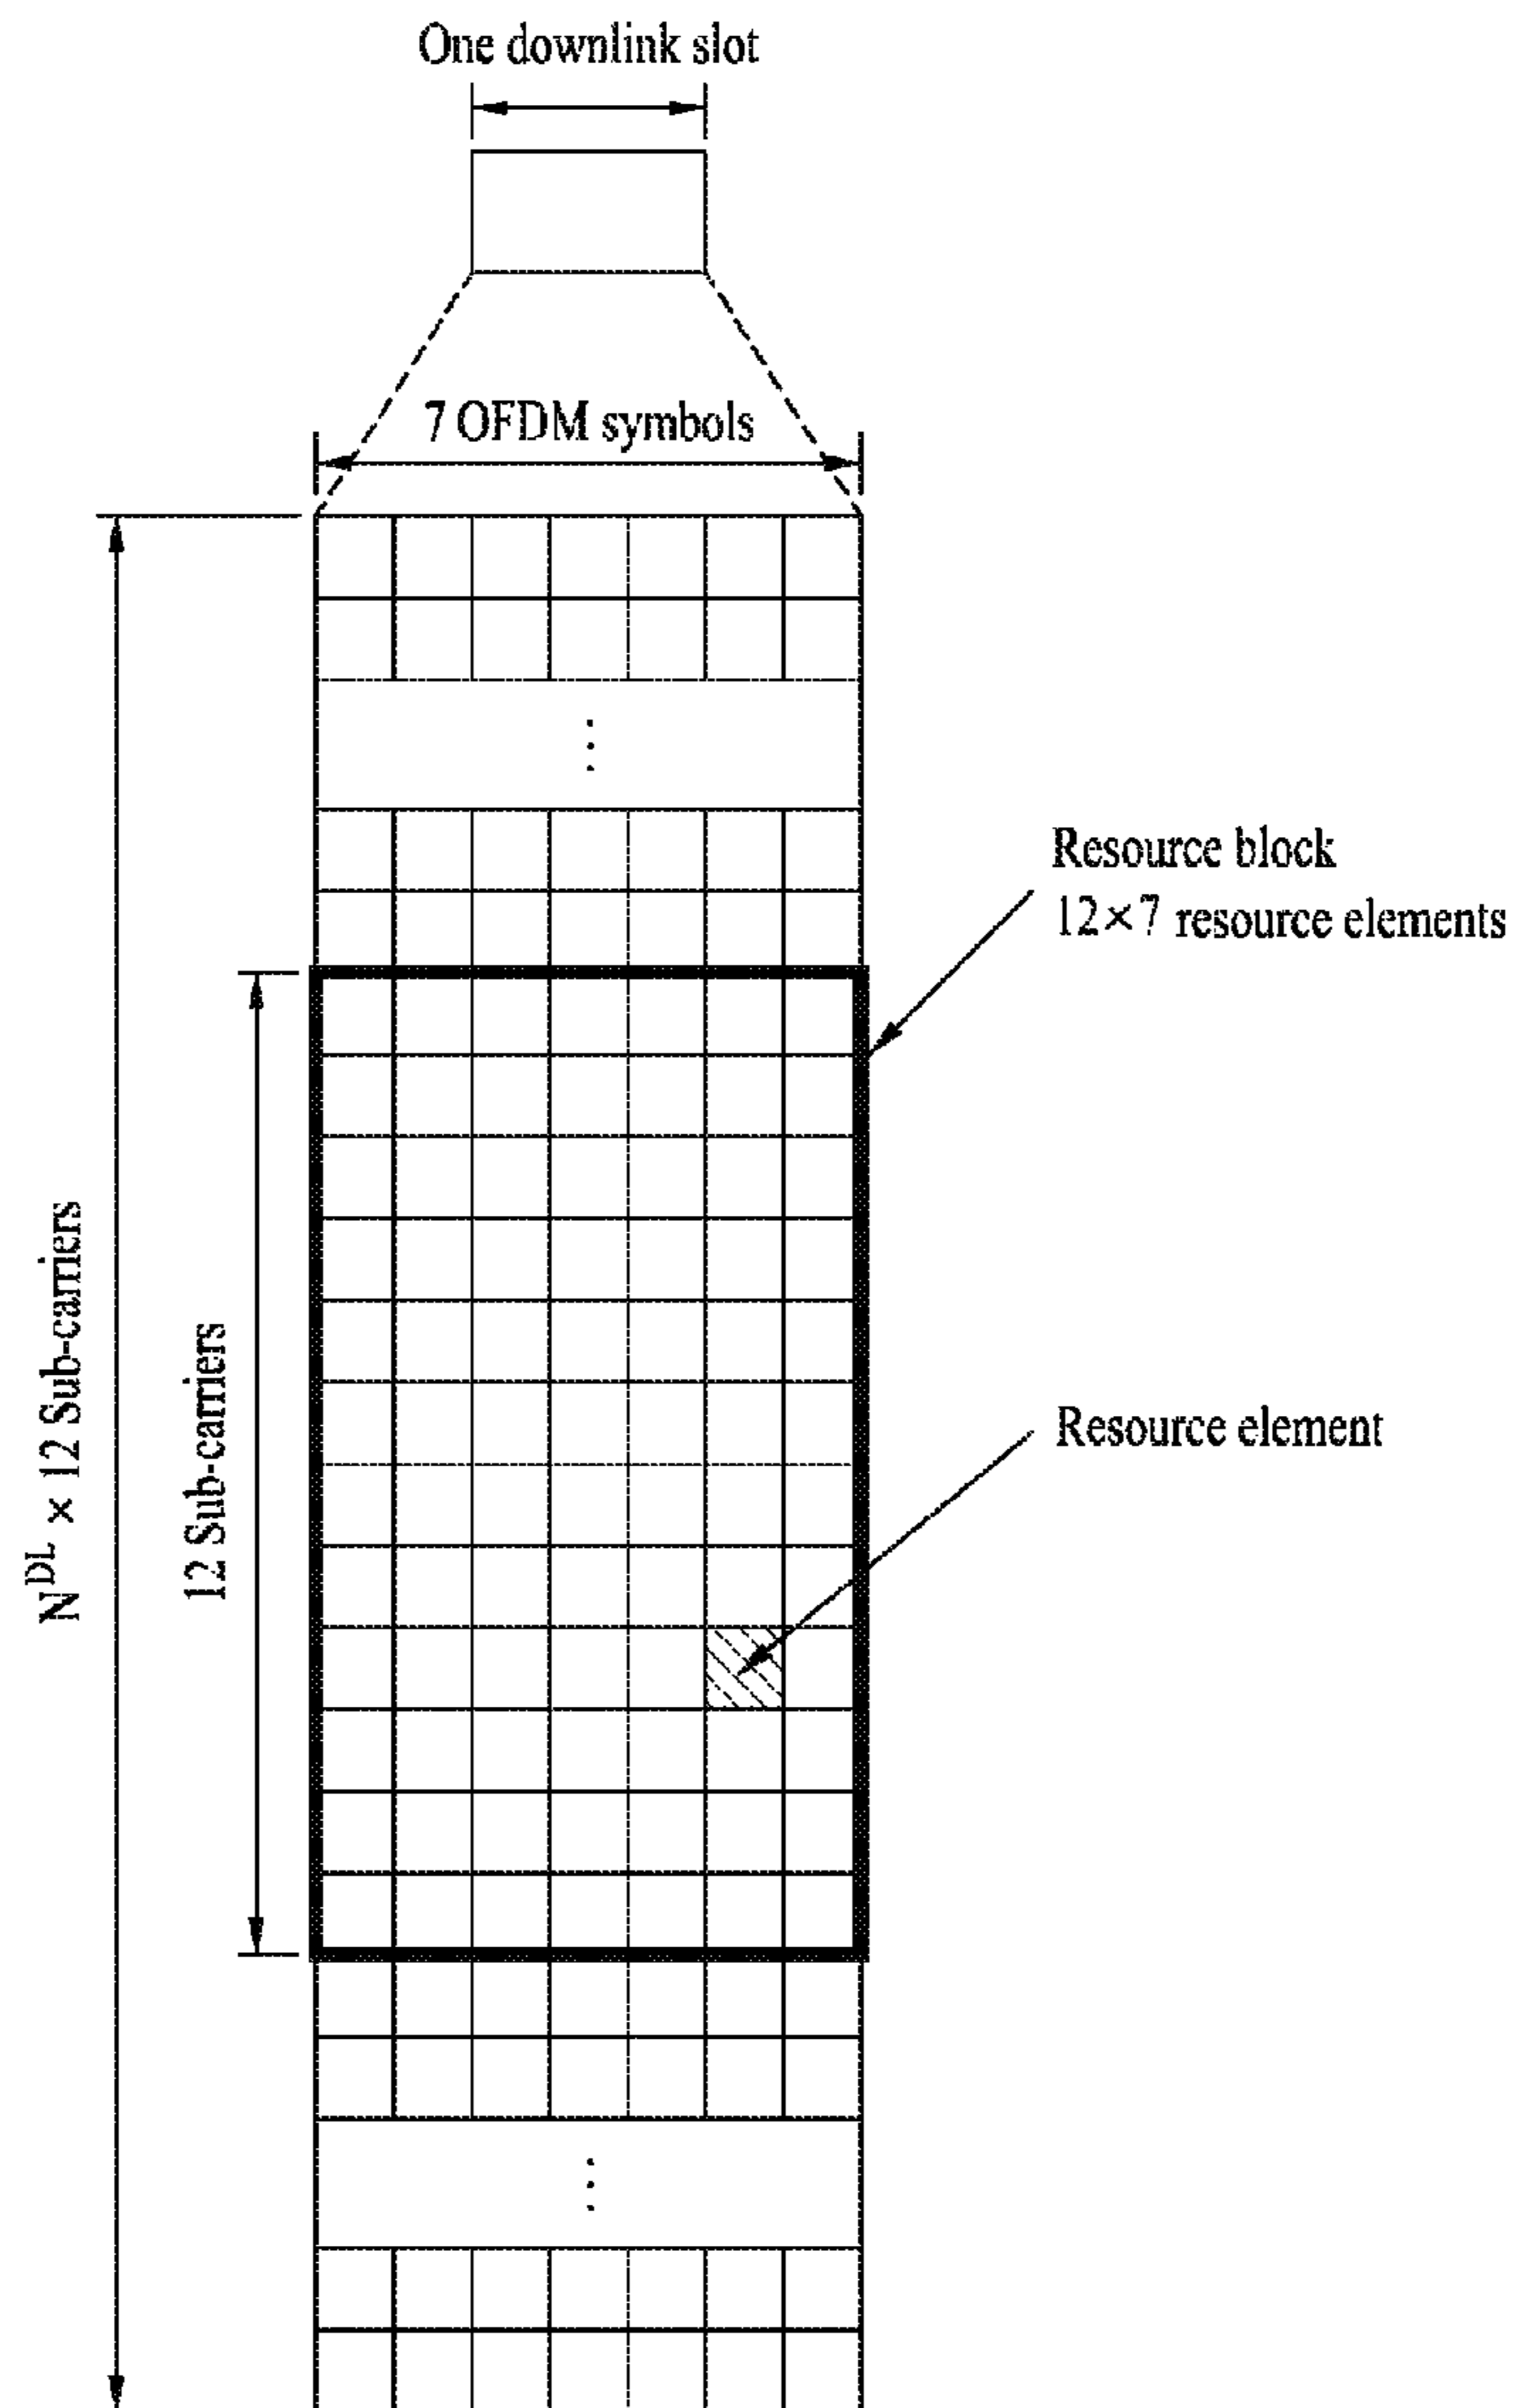 One downlink slot
7 OFDM symbols
Resource block
12×7 resource elements
Resource element
12 Sub-carriers
N^DL × 12 Sub-carriers